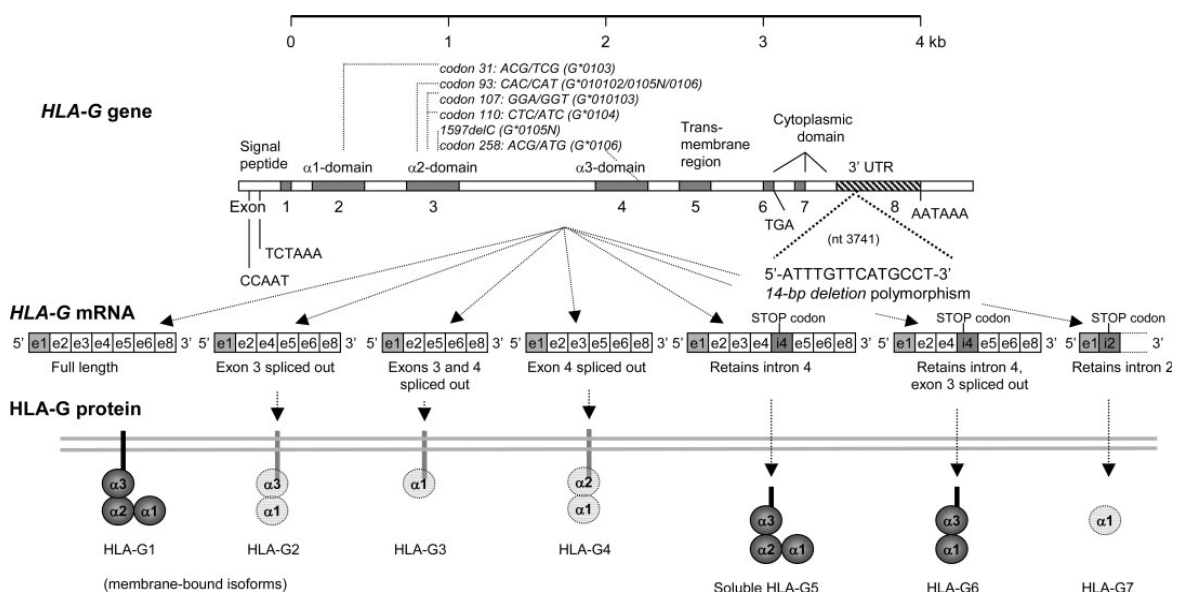 0 1 2 3 4 kb
codon 31: ACG/TCG (G*0103)
codon 93: CAC/CAT (G*010102/0105N/0106)
codon 107: GGA/GGT (G*010103)
codon 110: CTC/ATC (G*0104)
1597delC (G*0105N)
codon 258: ACG/ATG (G*0106)
HLA-G gene
Signal
peptide
α1-domain
α2-domain
α3-domain
Trans-
membrane
region
Cytoplasmic
domain
3' UTR
Exon 1 2 3 4 5 6 7 8
TGA
AATAAA
TCTAAA
CCAAT
(nt 3741)
5'-ATTTGTTCATGCCT-3'
14-bp deletion polymorphism
HLA-G mRNA
STOP codon
STOP codon
STOP codon
5' e1 e2 e3 e4 e5 e6 e8 3'
5' e1 e2 e4 e5 e6 e8 3'
5' e1 e2 e5 e6 e8 3'
5' e1 e2 e3 e5 e6 e8 3'
5' e1 e2 e3 e4 i4 e5 e6 e8 3'
5' e1 e2 e4 i4 e5 e6 e8 3'
5' e1 i2 3'
Full length
Exon 3 spliced out
Exons 3 and 4
spliced out
Exon 4 spliced out
Retains intron 4
Retains intron 4,
exon 3 spliced out
Retains intron 2
HLA-G protein
α3
α2 α1
HLA-G1
(membrane-bound isoforms)
α3
α1
HLA-G2
α1
HLA-G3
α2
α1
HLA-G4
α3
α2 α1
Soluble HLA-G5
α3
α1
HLA-G6
α1
HLA-G7